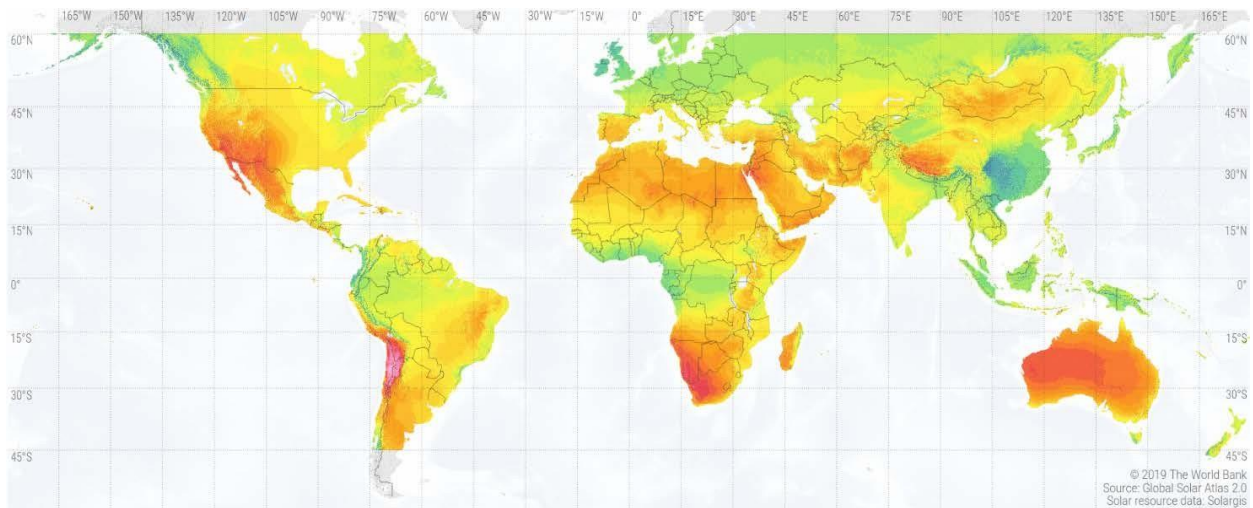 165°W 150°W 135°W 120°W 105°W 90°W 75°W 60°W 45°W 30°W 15°W 0° 15°E 30°E 45°E 60°E 75°E 90°E 105°E 120°E 135°E 150°E 165°E
60°N 60°N
45°N 45°N
30°N 30°N
15°N 15°N
0° 0°
15°S 15°S
30°S 30°S
45°S 45°S
© 2019 The World Bank
Source: Global Solar Atlas 2.0
Solar resource data: Solargis